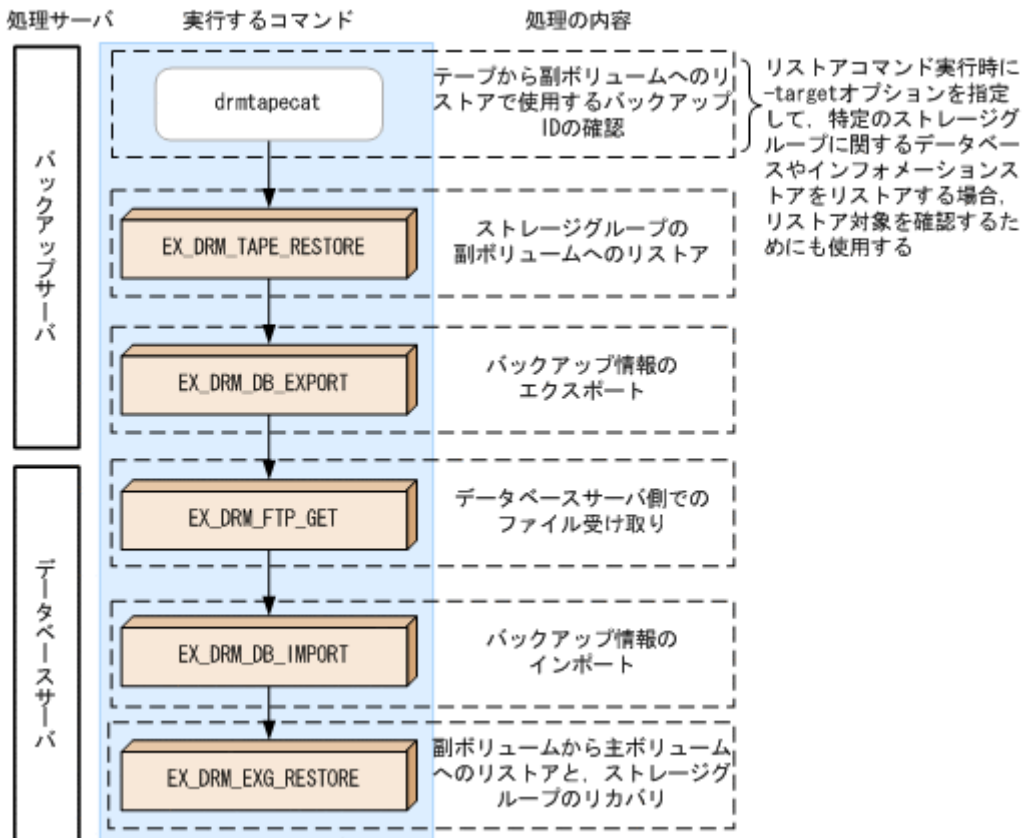 処理サーバ
実行するコマンド
処理の内容
バックアップサーバ
drmtapecat
テープから副ボリュームへのリ
ストアで使用するバックアップ
IDの確認
リストアコマンド実行時に
-targetオプションを指定
して，特定のストレージグ
ループに関するデータベー
スやインフォメーションス
トアをリストアする場合，
リストア対象を確認するた
めにも使用する
EX_DRM_TAPE_RESTORE
ストレージグループの
副ボリュームへのリストア
EX_DRM_DB_EXPORT
バックアップ情報の
エクスポート
データベースサーバ
EX_DRM_FTP_GET
データベースサーバ側での
ファイル受け取り
EX_DRM_DB_IMPORT
バックアップ情報の
インポート
EX_DRM_EXG_RESTORE
副ボリュームから主ボリューム
へのリストアと，ストレージグ
ループのリカバリ